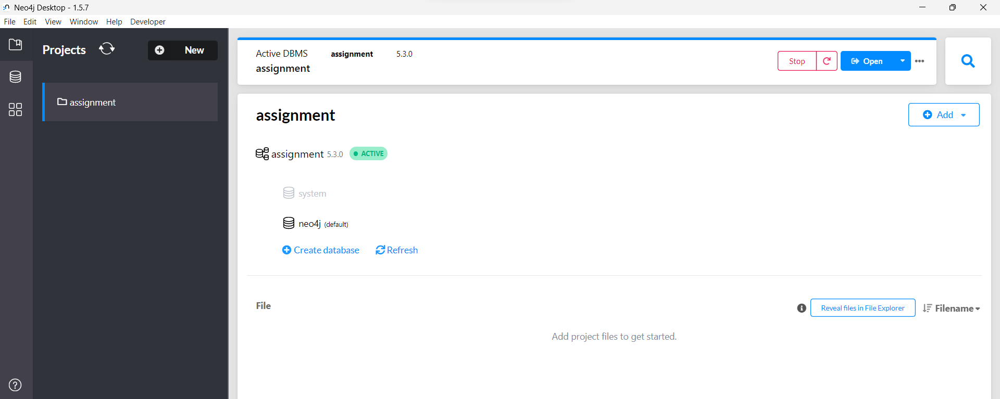 Neo4j Desktop - 1.5.7
File Edit View Window Help Developer
Projects
New
assignment
Active DBMS assignment 5.3.0
assignment
Stop
Open
assignment
Add
assignment 5.3.0 ACTIVE
system
neo4j (default)
Create database Refresh
File
Reveal files in File Explorer
Filename
Add project files to get started.